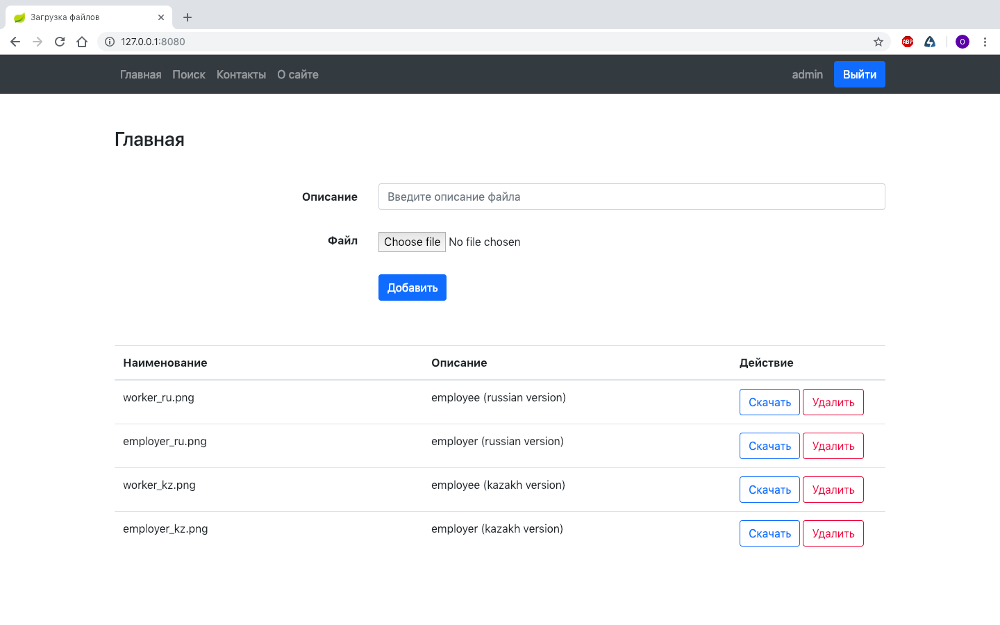 Загрузка файлов
127.0.0.1:8080
ABP
O
Главная Поиск Контакты О сайте admin Выйти
Главная
Описание Введите описание файла
Файл Choose file No file chosen
Добавить
Наименование Описание Действие
worker_ru.png employee (russian version) Скачать Удалить
employer_ru.png employer (russian version) Скачать Удалить
worker_kz.png employee (kazakh version) Скачать Удалить
employer_kz.png employer (kazakh version) Скачать Удалить